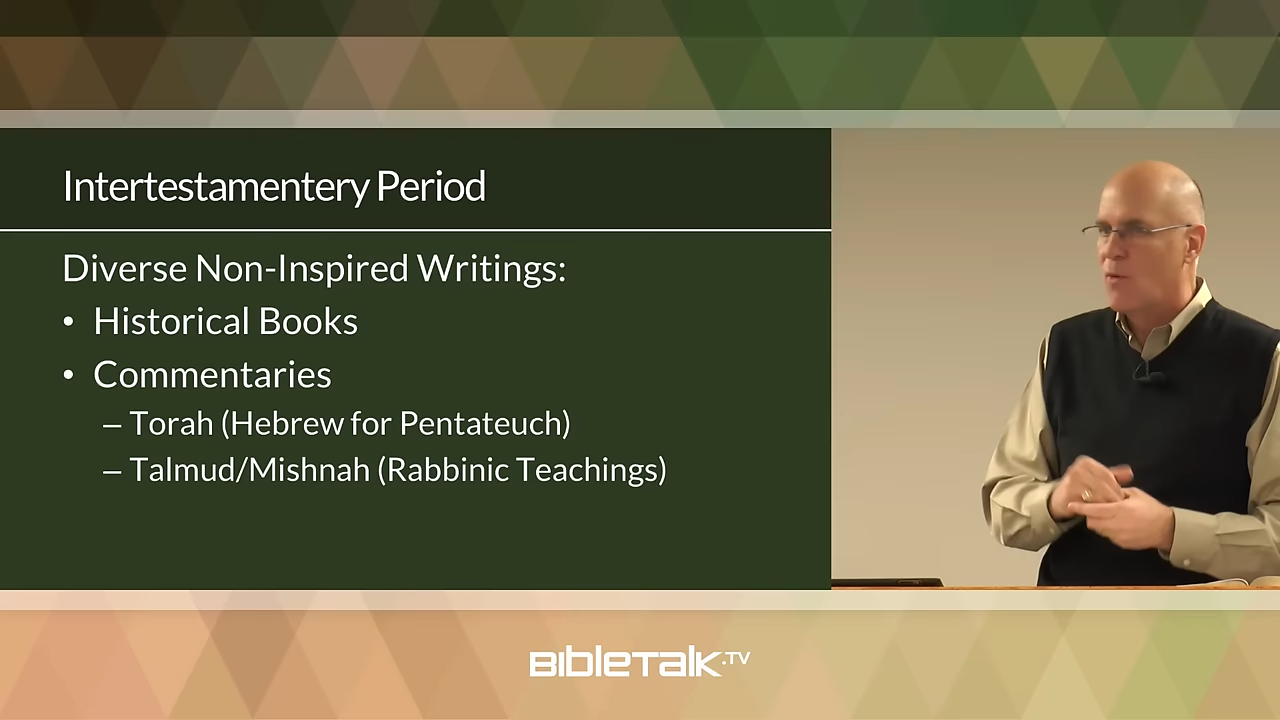 Intertestamentery Period
Diverse Non-Inspired Writings:
• Historical Books
• Commentaries
– Torah (Hebrew for Pentateuch)
– Talmud/Mishnah (Rabbinic Teachings)
BibleTalk.TV